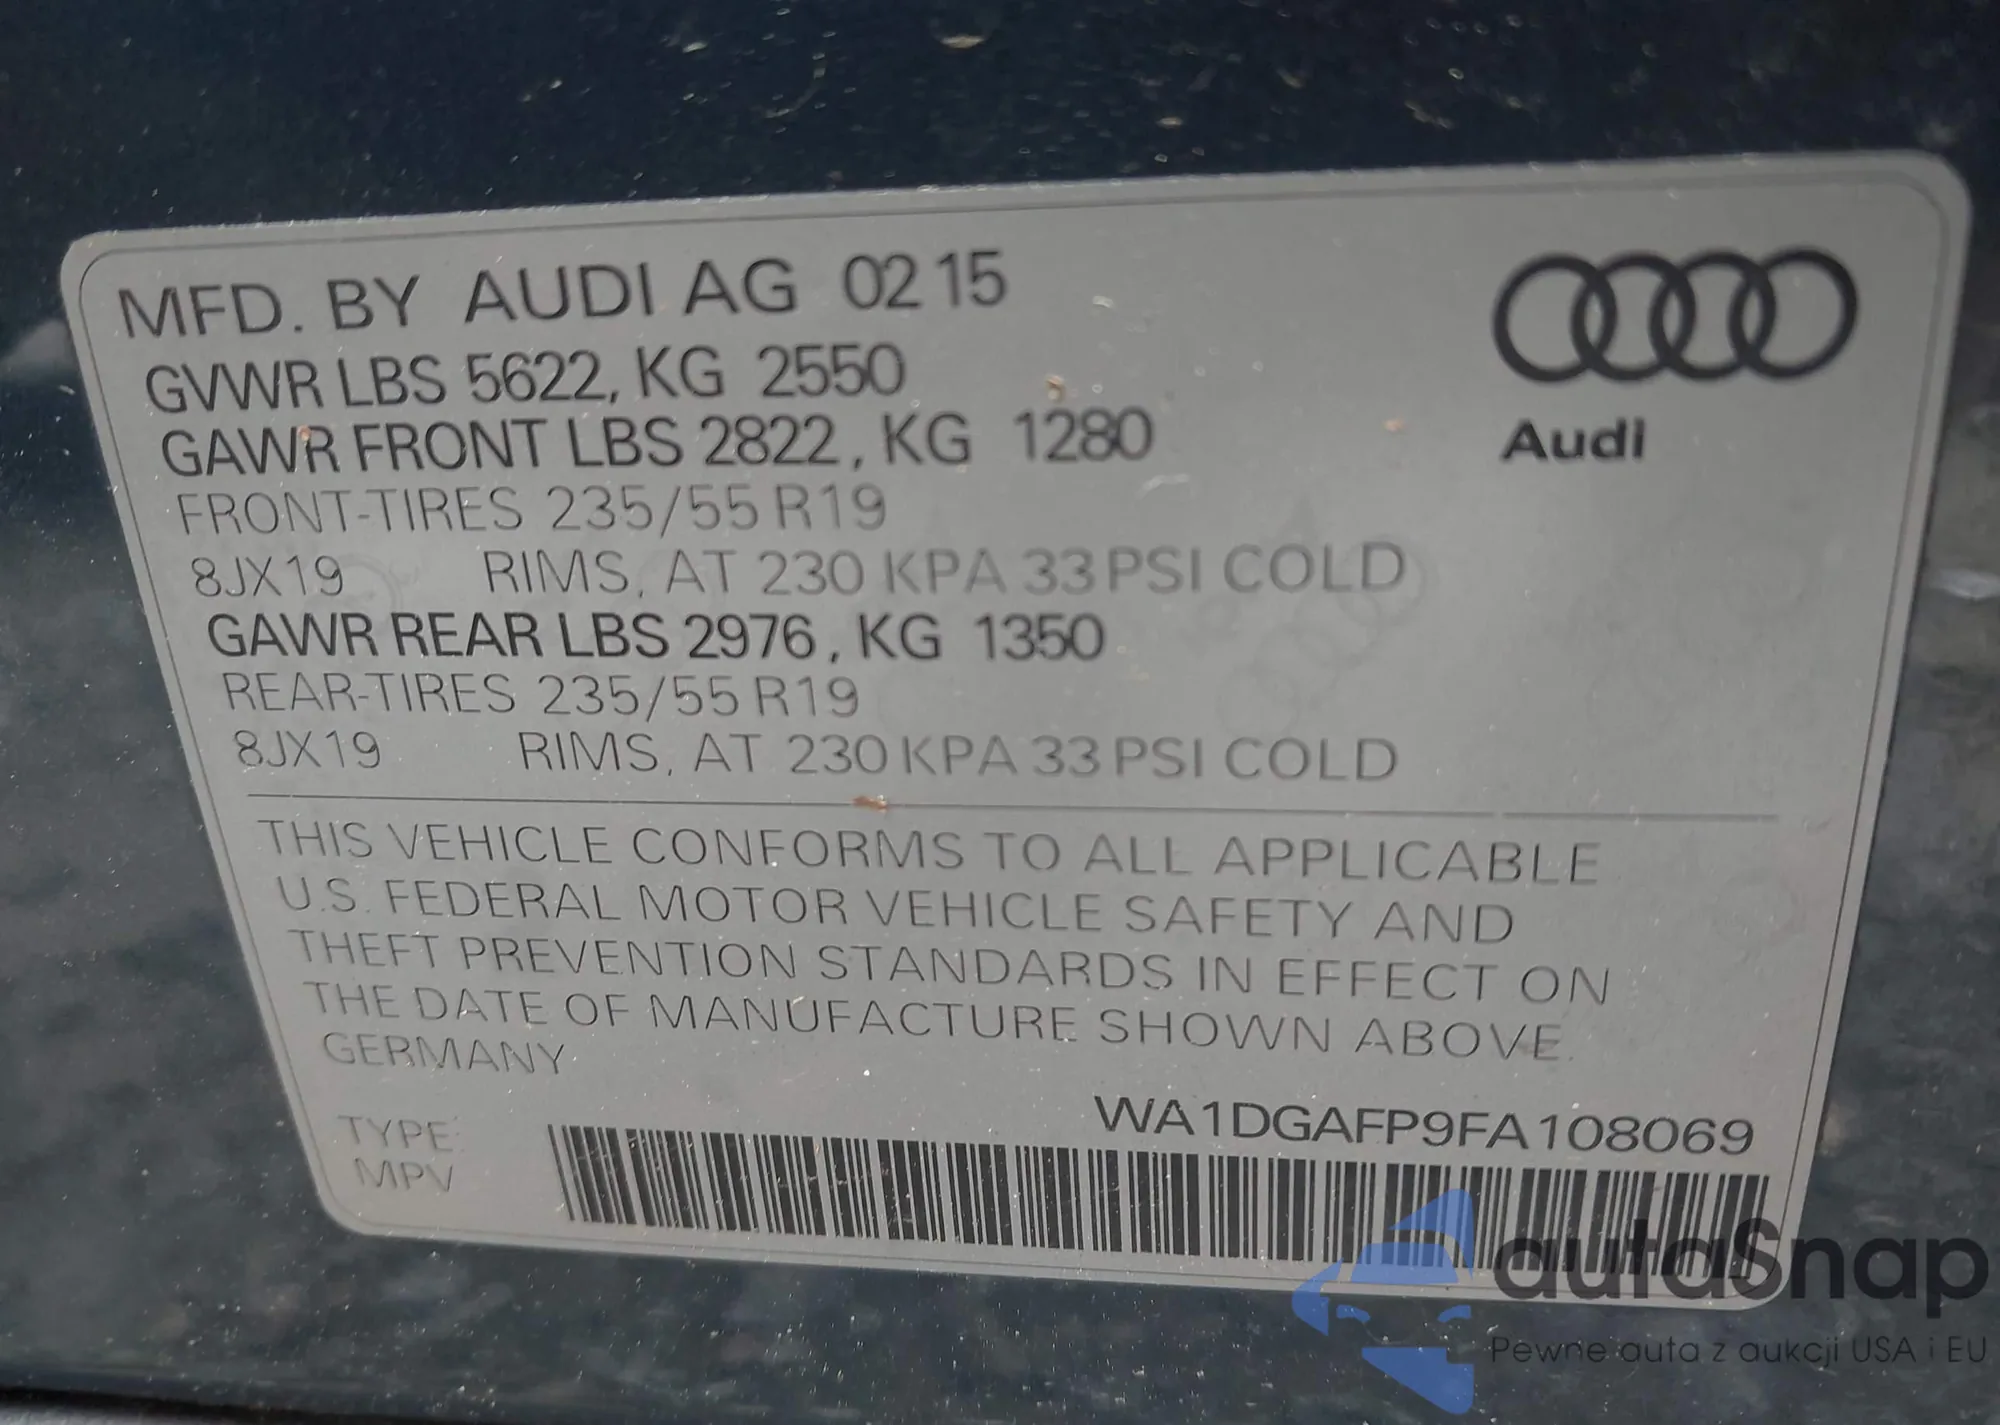 MFD. BY AUDI AG 02 15
GVWR LBS 5622, KG 2550
GAWR FRONT LBS 2822, KG 1280
FRONT-TIRES 235/55 R19
8JX19 RIMS, AT 230 KPA 33 PSI COLD
GAWR REAR LBS 2976, KG 1350
REAR-TIRES 235/55 R19
8JX19 RIMS, AT 230 KPA 33 PSI COLD
Audi
THIS VEHICLE CONFORMS TO ALL APPLICABLE
U.S. FEDERAL MOTOR VEHICLE SAFETY AND
THEFT PREVENTION STANDARDS IN EFFECT ON
THE DATE OF MANUFACTURE SHOWN ABOVE.
GERMANY
WA1DGAFP9FA108069
TYPE:
MPV
autaSnap
Pewne auta z aukcji USA i EU